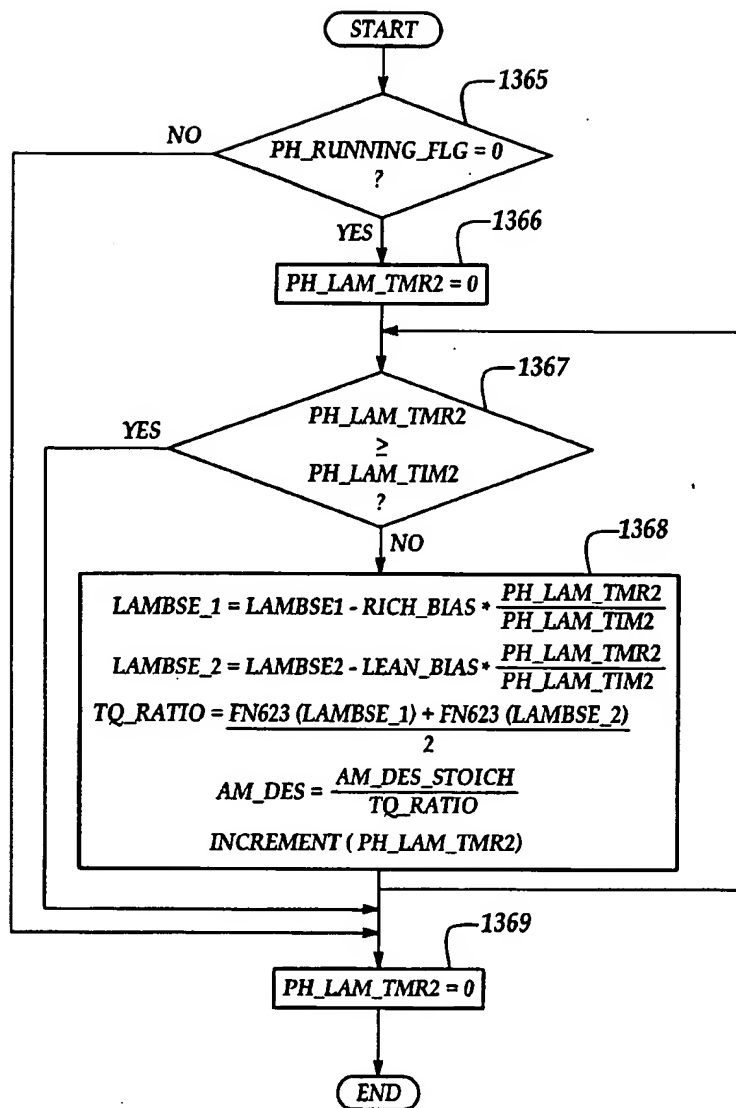 START
1365
NO
PH_RUNNING_FLG = 0
?
YES
1366
PH_LAM_TMR2 = 0
1367
YES
PH_LAM_TMR2
≥
PH_LAM_TIM2
?
NO
1368
LAMBSE_1 = LAMBSE1 - RICH_BIAS * PH_LAM_TMR2 / PH_LAM_TIM2
LAMBSE_2 = LAMBSE2 - LEAN_BIAS * PH_LAM_TMR2 / PH_LAM_TIM2
TQ_RATIO = FN623 (LAMBSE_1) + FN623 (LAMBSE_2) / 2
AM_DES = AM_DES_STOICH / TQ_RATIO
INCREMENT ( PH_LAM_TMR2)
1369
PH_LAM_TMR2 = 0
END